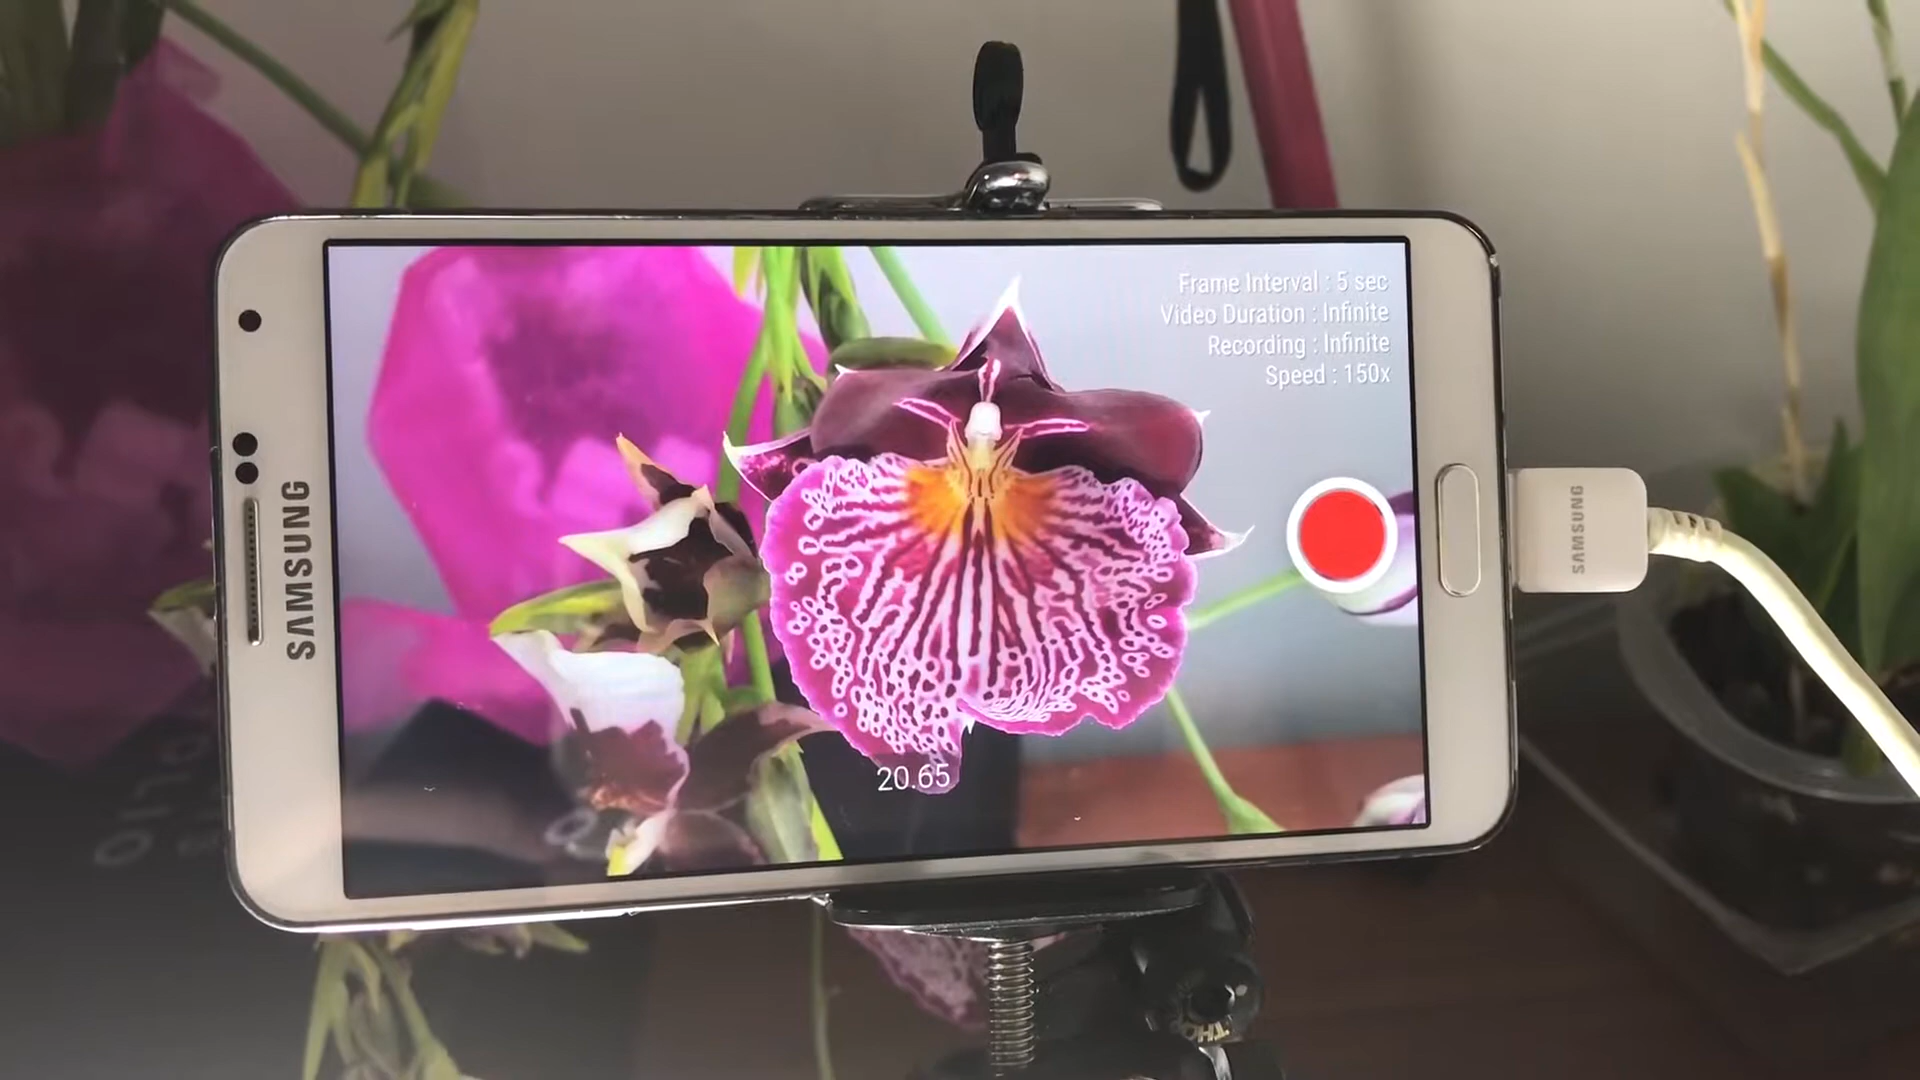 Frame Interval : 5 sec
Video Duration : Infinite
Recording : Infinite
Speed : 150x
SAMSUNG
SAMSUNG
20.65